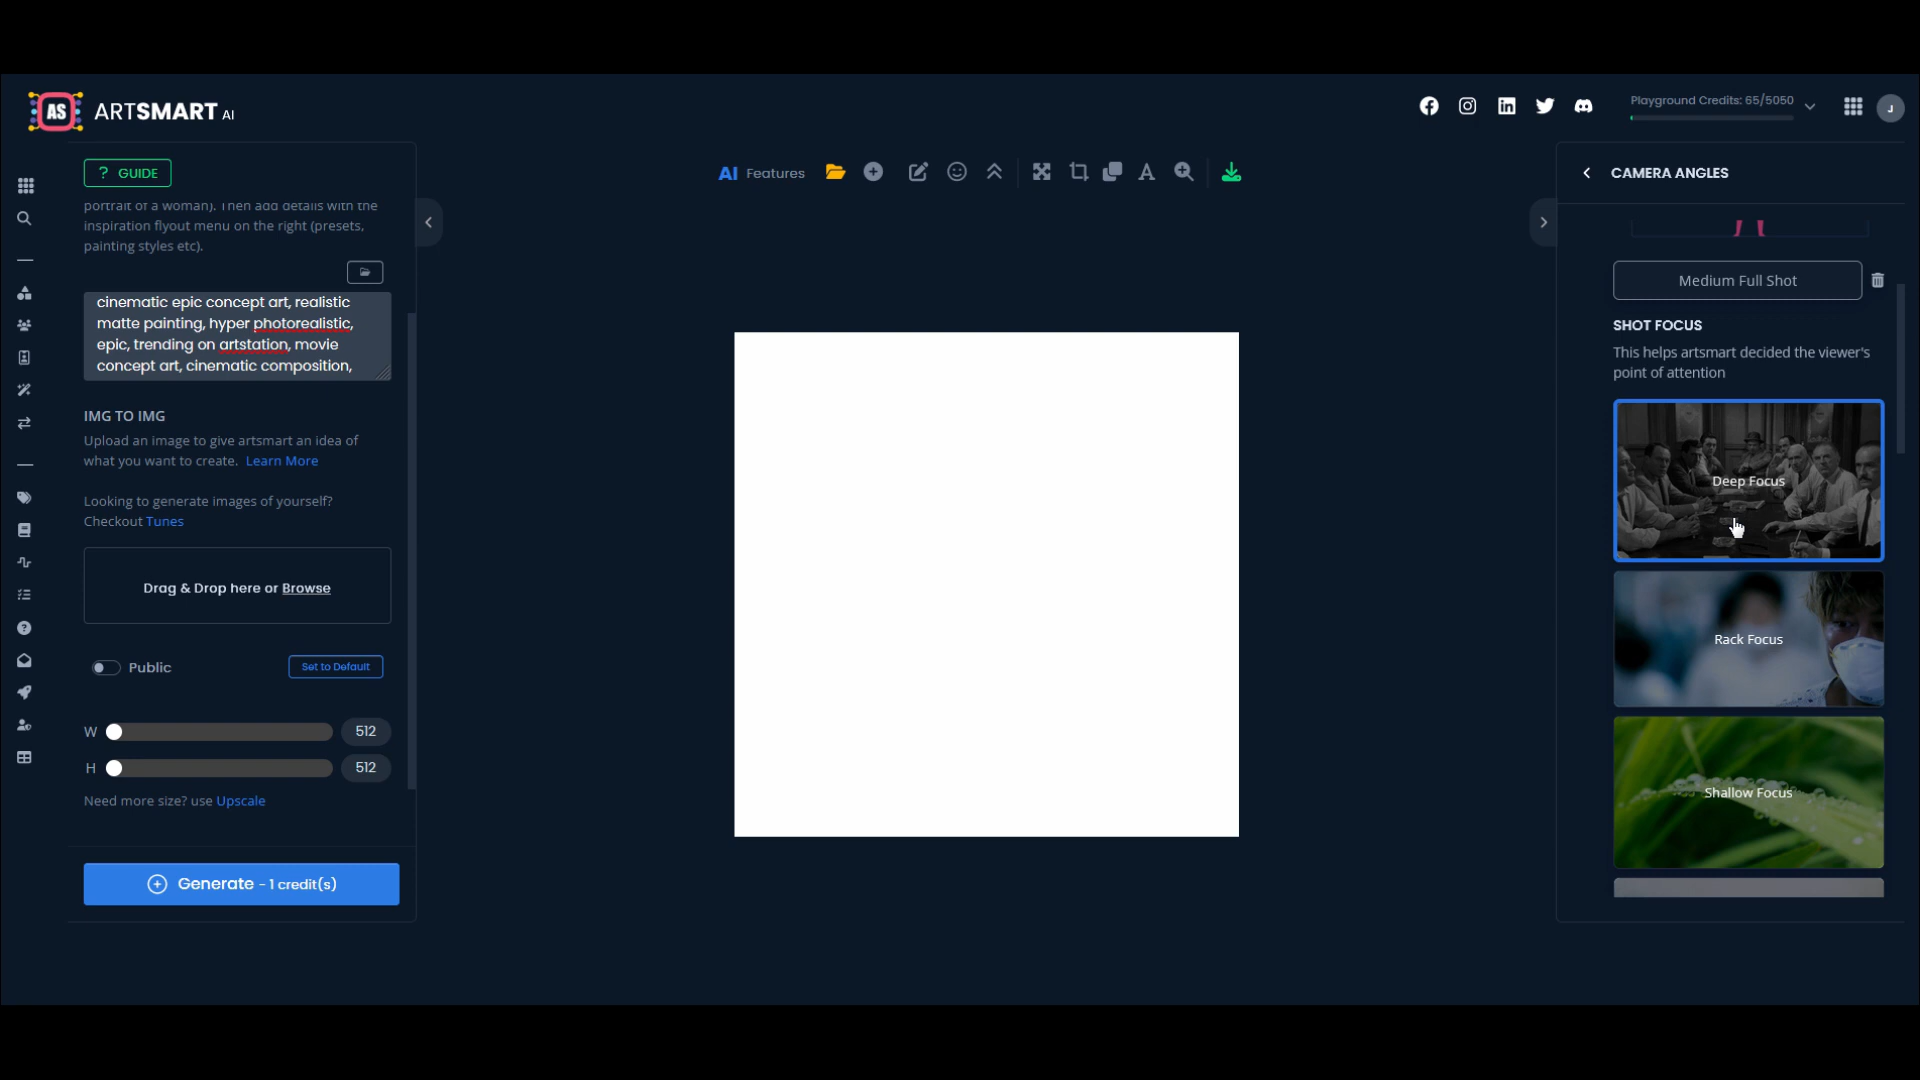 AS ARTSMART AI
Playground Credits: 65/5050
J
? GUIDE
portrait of a woman). Then add details with the
inspiration flyout menu on the right (presets,
painting styles etc).
cinematic epic concept art, realistic
matte painting, hyper photorealistic,
epic, trending on artstation, movie
concept art, cinematic composition,
IMG TO IMG
Upload an image to give artsmart an idea of
what you want to create. Learn More
Looking to generate images of yourself?
Checkout Tunes
Drag & Drop here or Browse
Public
Set to Default
W 512
H 512
Need more size? use Upscale
Generate - 1 credit(s)
AI Features
A
CAMERA ANGLES
Medium Full Shot
SHOT FOCUS
This helps artsmart decided the viewer's
point of attention
Deep Focus
Rack Focus
Shallow Focus